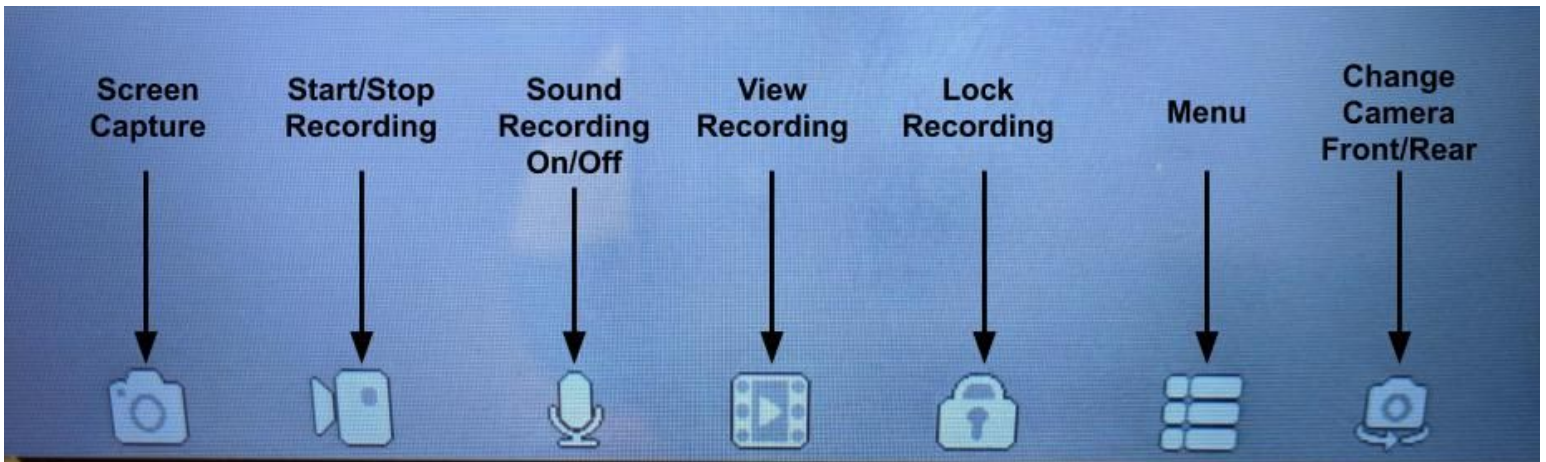 Screen
Capture
Start/Stop
Recording
Sound
Recording
On/Off
View
Recording
Lock
Recording
Menu
Change
Camera
Front/Rear